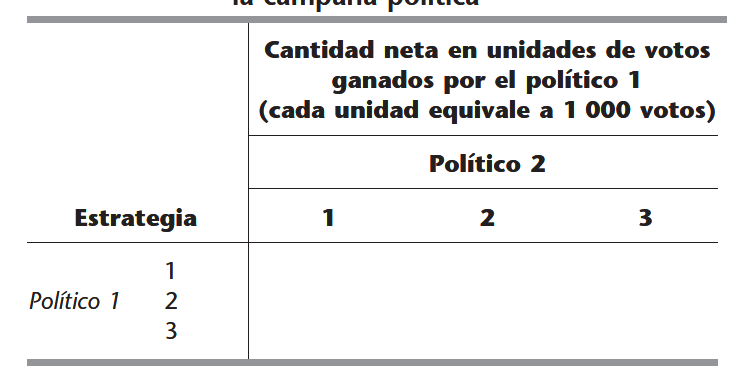 la campaña política
Cantidad neta en unidades de votos
ganados por el político 1
(cada unidad equivale a 1 000 votos)
Político 2
Estrategia 1 2 3
1
Político 1 2
3